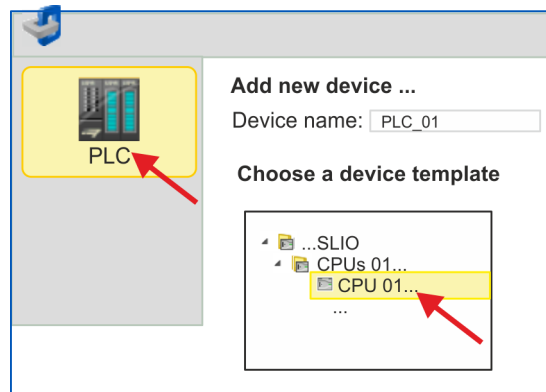 PLC
Add new device ...
Device name: PLC_01
Choose a device template
...SLIO
CPUs 01...
CPU 01...
...